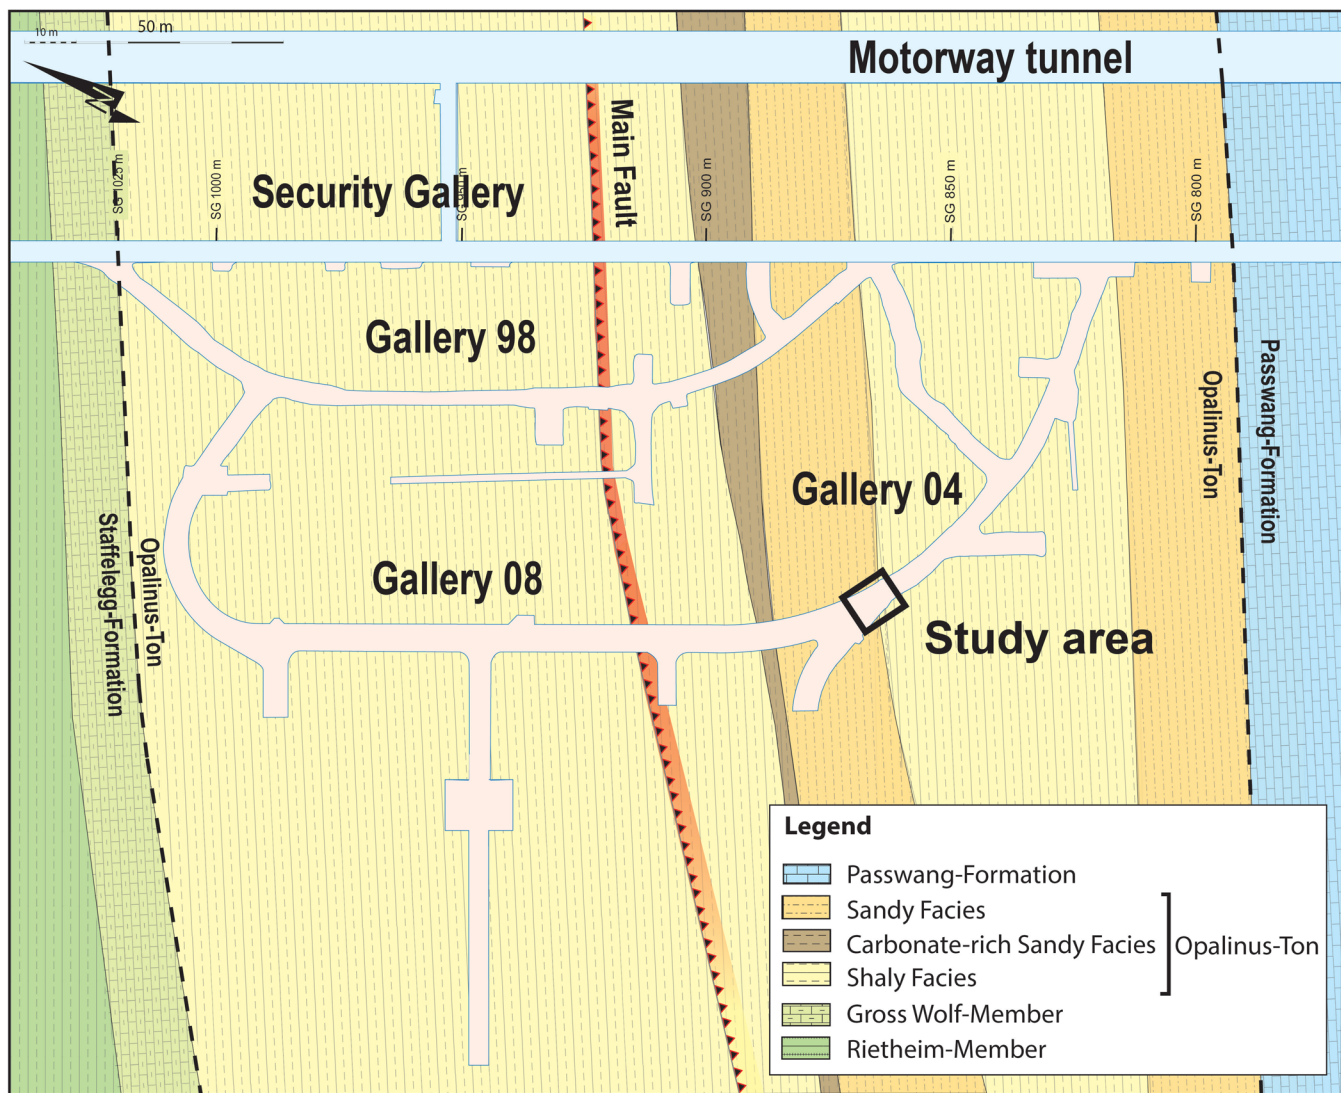 10 m
50 m
Motorway tunnel
N
Main Fault
SG 1025 m
SG 1000 m
Security Gallery
SG 950 m
SG 900 m
SG 850 m
SG 800 m
Gallery 98
Passwang-Formation
Opalinus-Ton
Gallery 04
Staffelegg-Formation
Opalinus-Ton
Gallery 08
Study area
Legend
Passwang-Formation
Sandy Facies
Carbonate-rich Sandy Facies
Opalinus-Ton
Shaly Facies
Gross Wolf-Member
Rietheim-Member